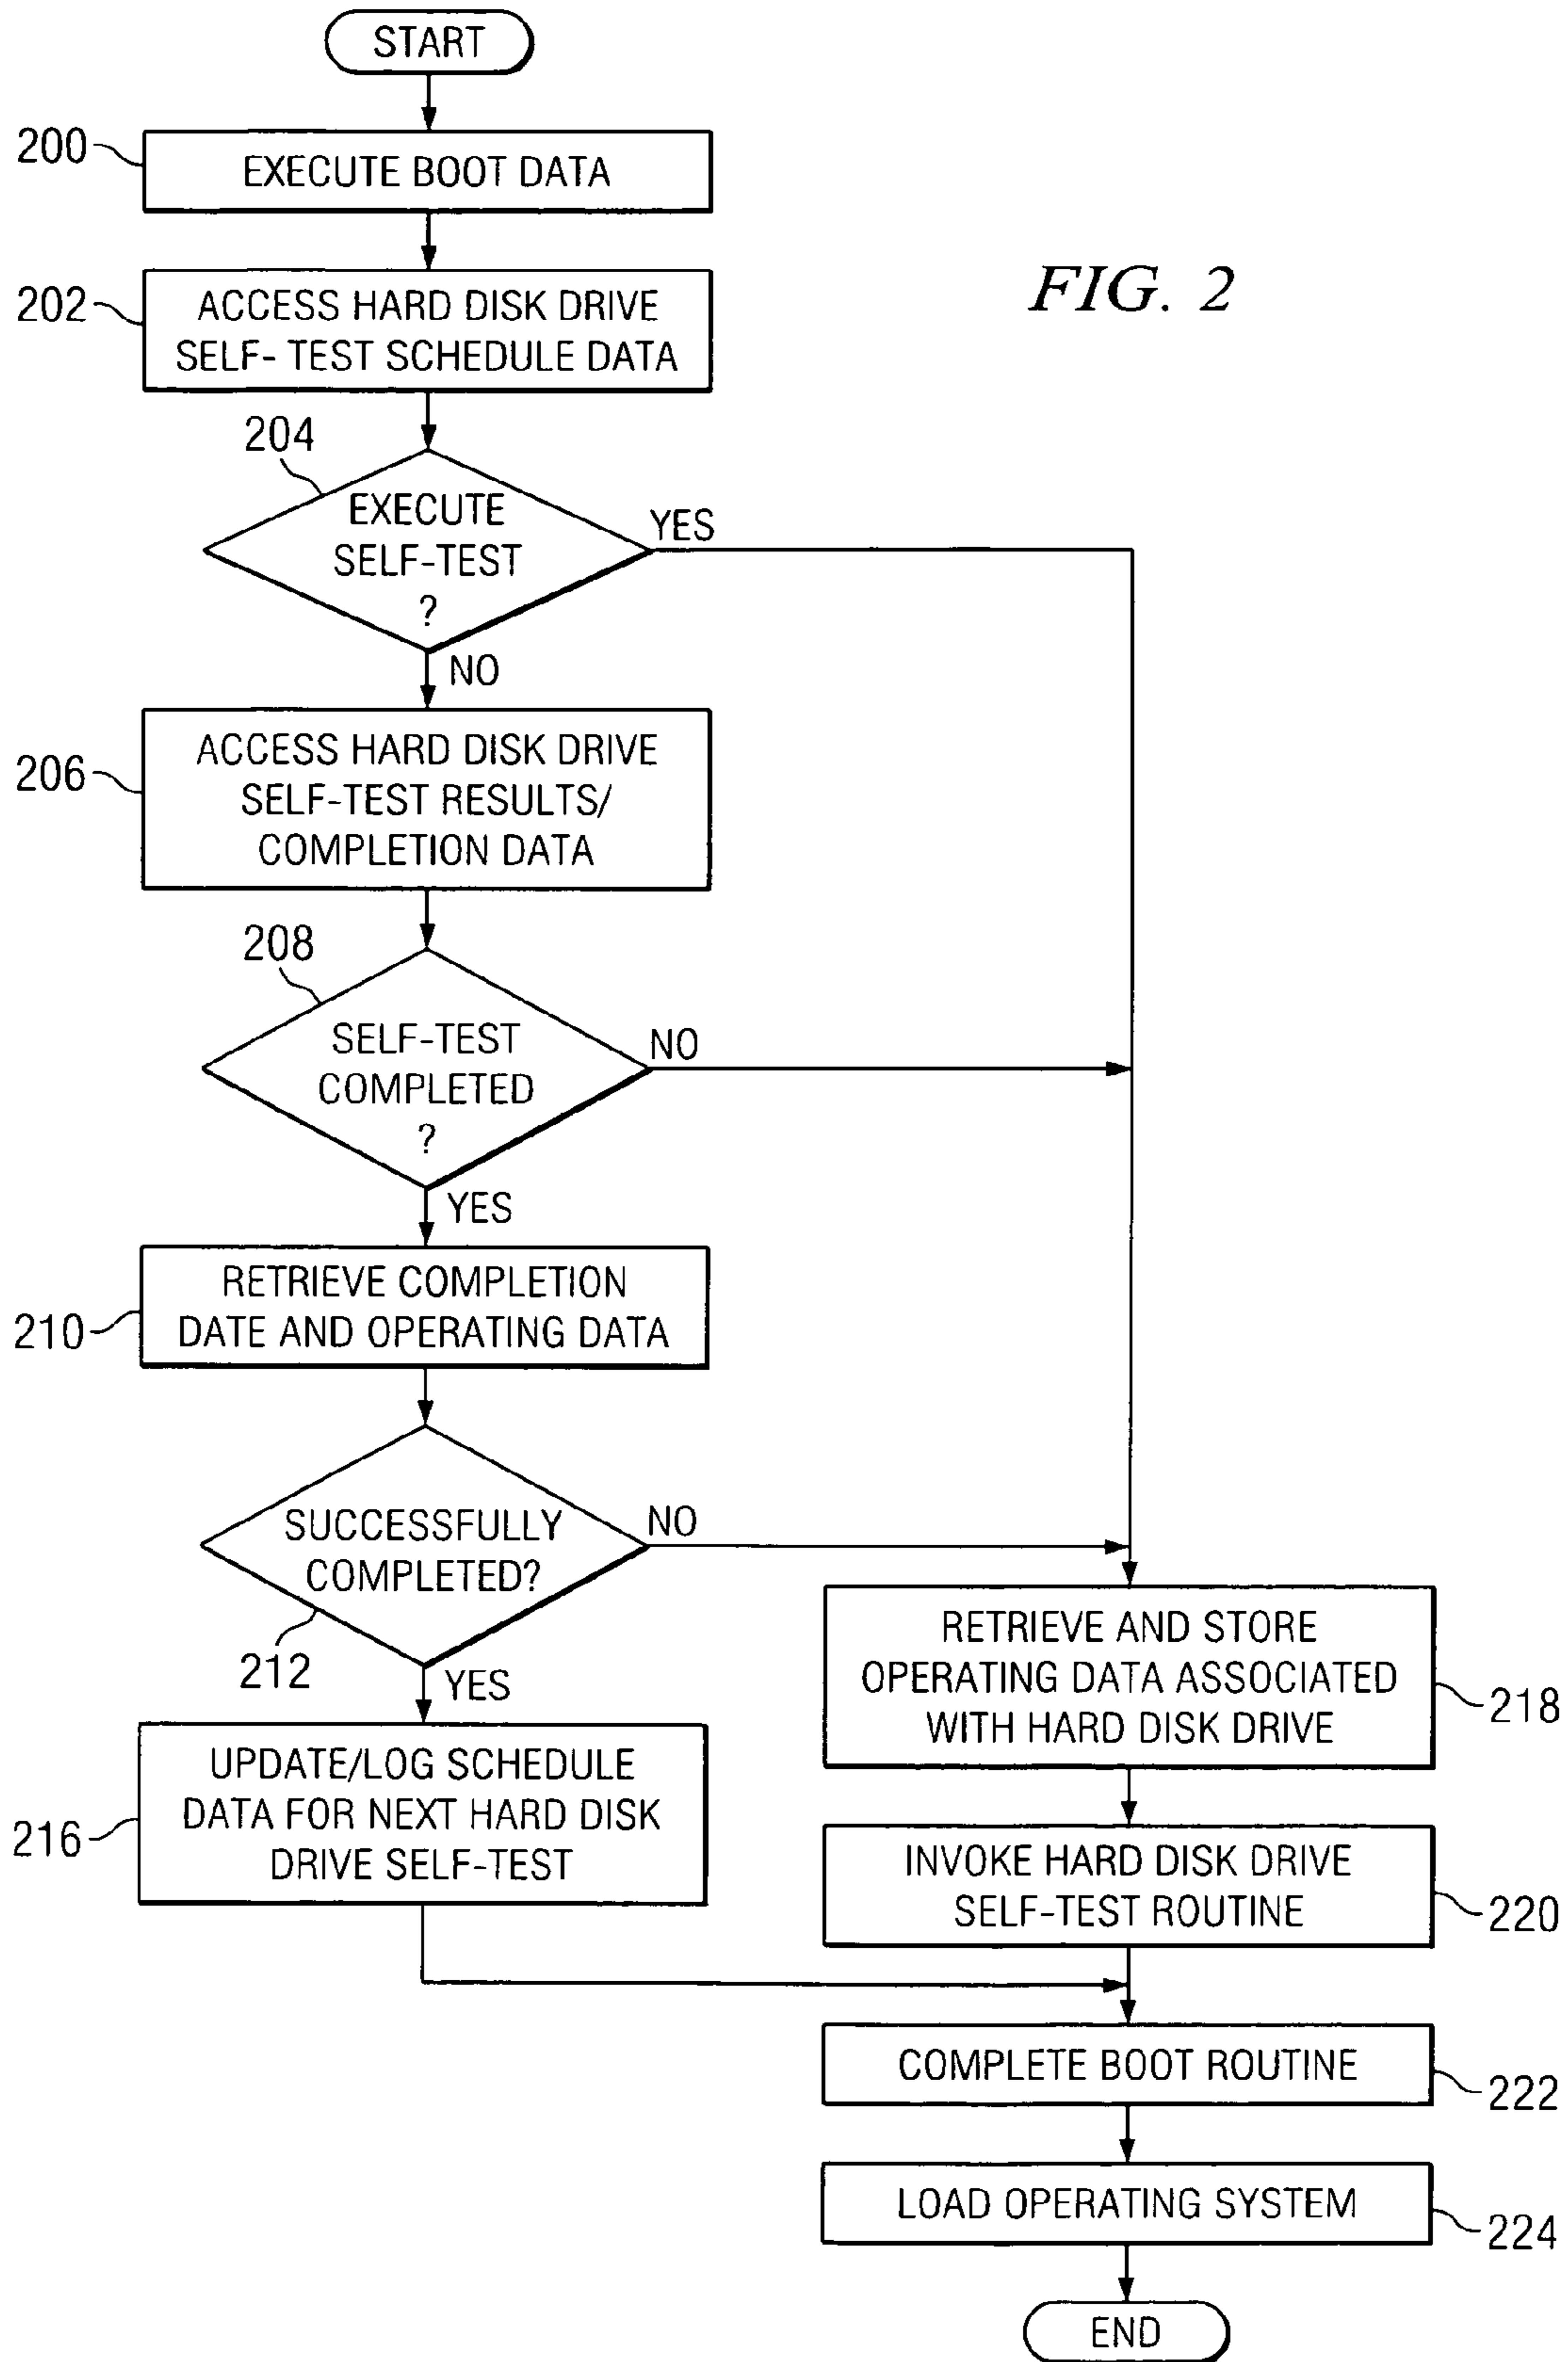 START
200
EXECUTE BOOT DATA
FIG. 2
202
ACCESS HARD DISK DRIVE
SELF- TEST SCHEDULE DATA
204
EXECUTE
SELF-TEST
?
YES
NO
206
ACCESS HARD DISK DRIVE
SELF-TEST RESULTS/
COMPLETION DATA
208
SELF-TEST
COMPLETED
?
NO
YES
210
RETRIEVE COMPLETION
DATE AND OPERATING DATA
SUCCESSFULLY
COMPLETED?
NO
212
YES
216
UPDATE/LOG SCHEDULE
DATA FOR NEXT HARD DISK
DRIVE SELF-TEST
RETRIEVE AND STORE
OPERATING DATA ASSOCIATED
WITH HARD DISK DRIVE
218
INVOKE HARD DISK DRIVE
SELF-TEST ROUTINE
220
COMPLETE BOOT ROUTINE
222
LOAD OPERATING SYSTEM
224
END